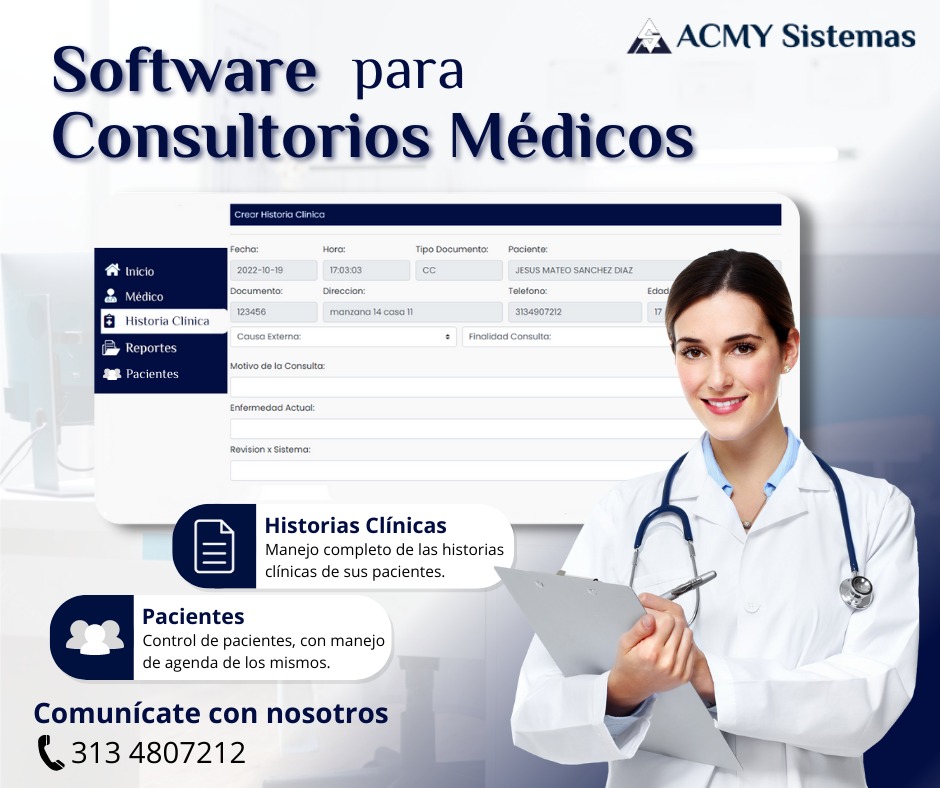 ACMY Sistemas
Software para
Consultorios Médicos
Crear Historia Clínica
Fecha: Hora: Tipo Documento: Paciente:
2022-10-19 17:03:03 CC JESUS MATEO SANCHEZ DIAZ
Documento: Direccion: Telefono: Edad
123456 manzana 14 casa 11 3134907212 17
Causa Externa: Finalidad Consulta:
Motivo de la Consulta:
Enfermedad Actual:
Revision x Sistema:
Inicio
Médico
Historia Clínica
Reportes
Pacientes
Historias Clínicas
Manejo completo de las historias
clínicas de sus pacientes.
Pacientes
Control de pacientes, con manejo
de agenda de los mismos.
Comunícate con nosotros
313 4807212